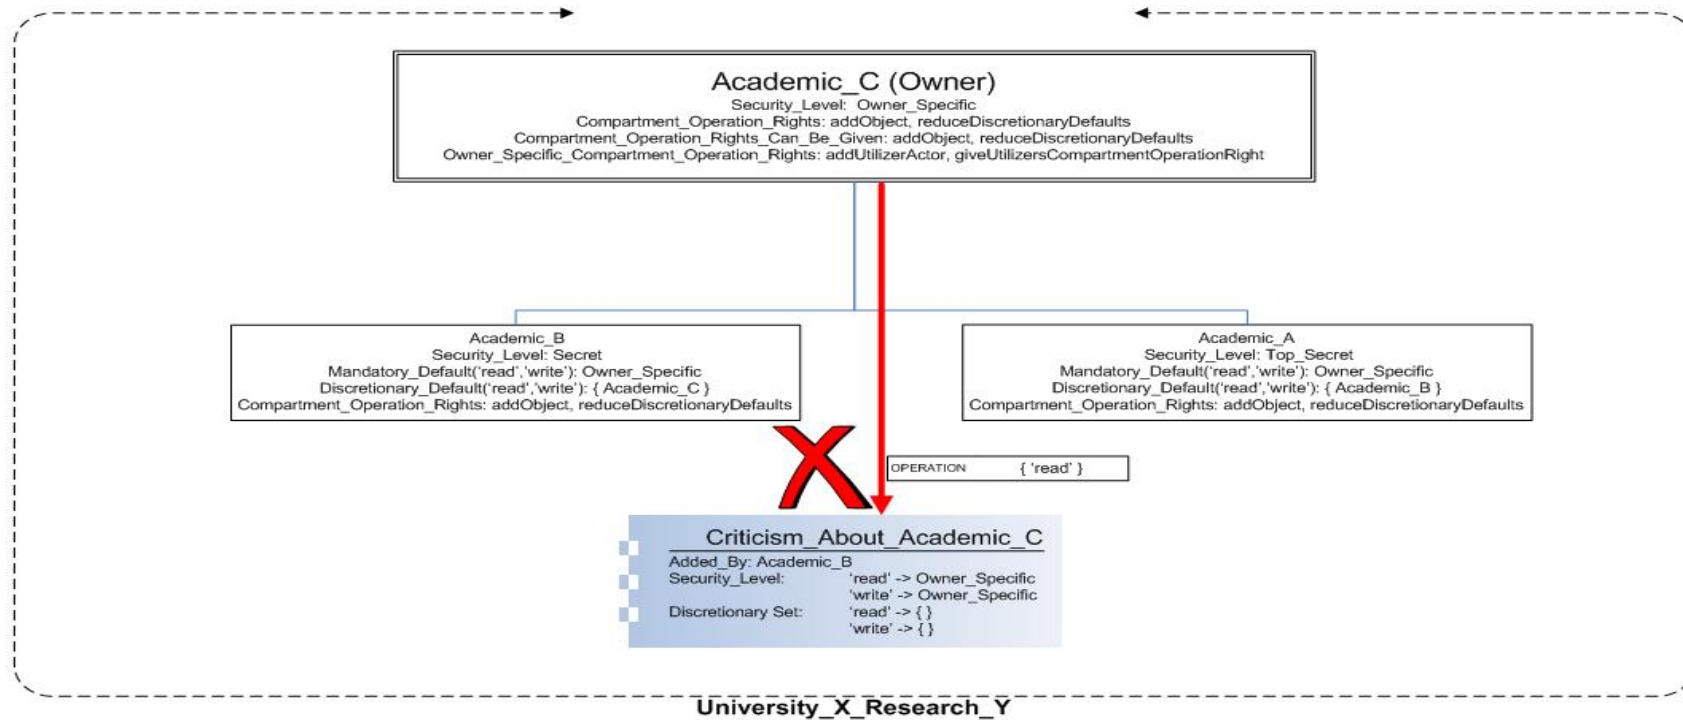 Academic_C (Owner)
Security_Level: Owner_Specific
Compartment_Operation_Rights: addObject, reduceDiscretionaryDefaults
Compartment_Operation_Rights_Can_Be_Given: addObject, reduceDiscretionaryDefaults
Owner_Specific_Compartment_Operation_Rights: addUtilizerActor, giveUtilizersCompartmentOperationRight
Academic_B
Security_Level: Secret
Mandatory_Default('read','write'): Owner_Specific
Discretionary_Default('read','write'): { Academic_C }
Compartment_Operation_Rights: addObject, reduceDiscretionaryDefaults
Academic_A
Security_Level: Top_Secret
Mandatory_Default('read','write'): Owner_Specific
Discretionary_Default('read','write'): { Academic_B }
Compartment_Operation_Rights: addObject, reduceDiscretionaryDefaults
OPERATION { 'read' }
Criticism_About_Academic_C
Added_By: Academic_B
Security_Level: 'read' -> Owner_Specific
'write' -> Owner_Specific
Discretionary Set: 'read' -> { }
'write' -> { }
University_X_Research_Y